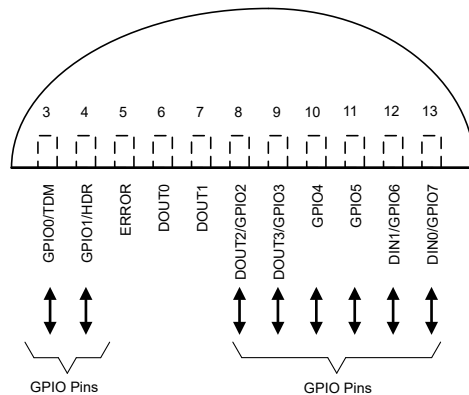 3 4 5 6 7 8 9 10 11 12 13
GPIO0/TDM
GPIO1/HDR
ERROR
DOUT0
DOUT1
DOUT2/GPIO2
DOUT3/GPIO3
GPIO4
GPIO5
DIN1/GPIO6
DIN0/GPIO7
GPIO Pins
GPIO Pins